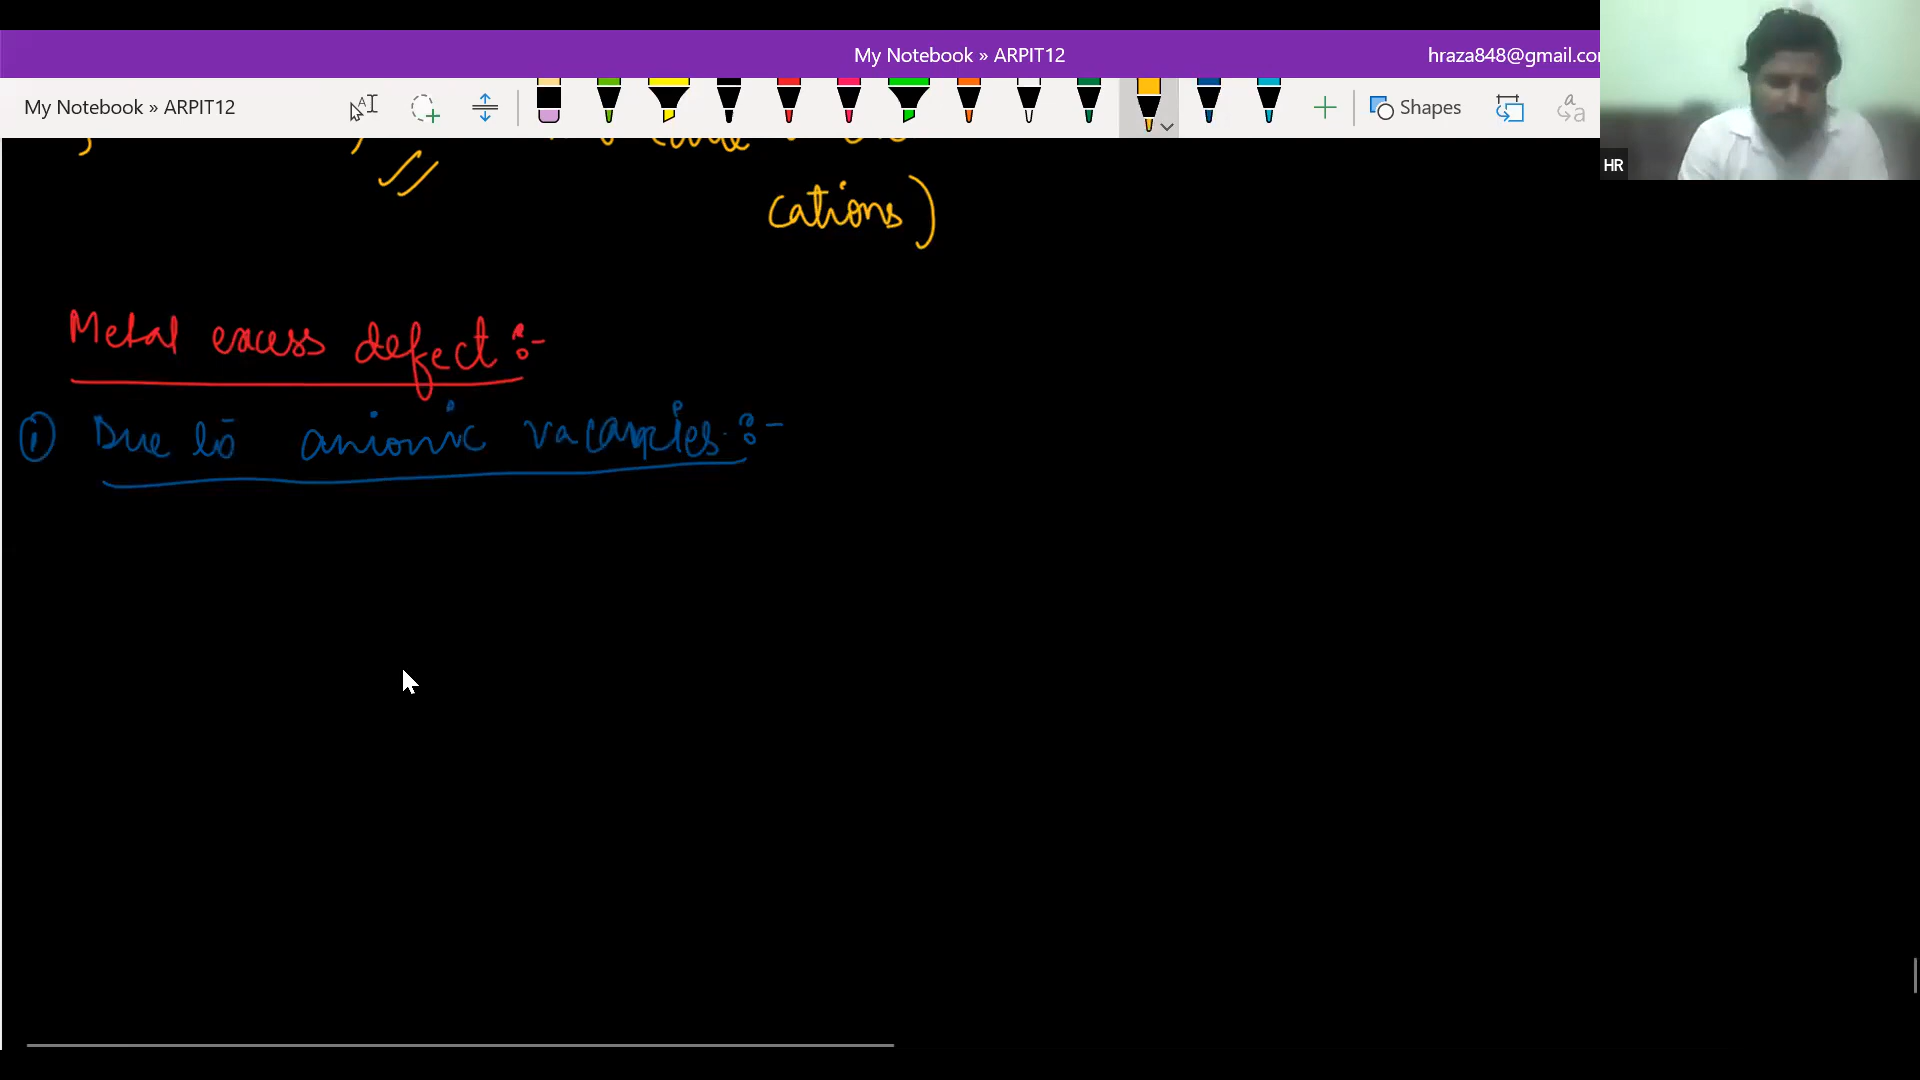 My Notebook » ARPIT12
hraza848@gmail.co
My Notebook » ARPIT12
Shapes
HR
cations)
Metal excess defect :-
① Due to anionic vacancies. :-